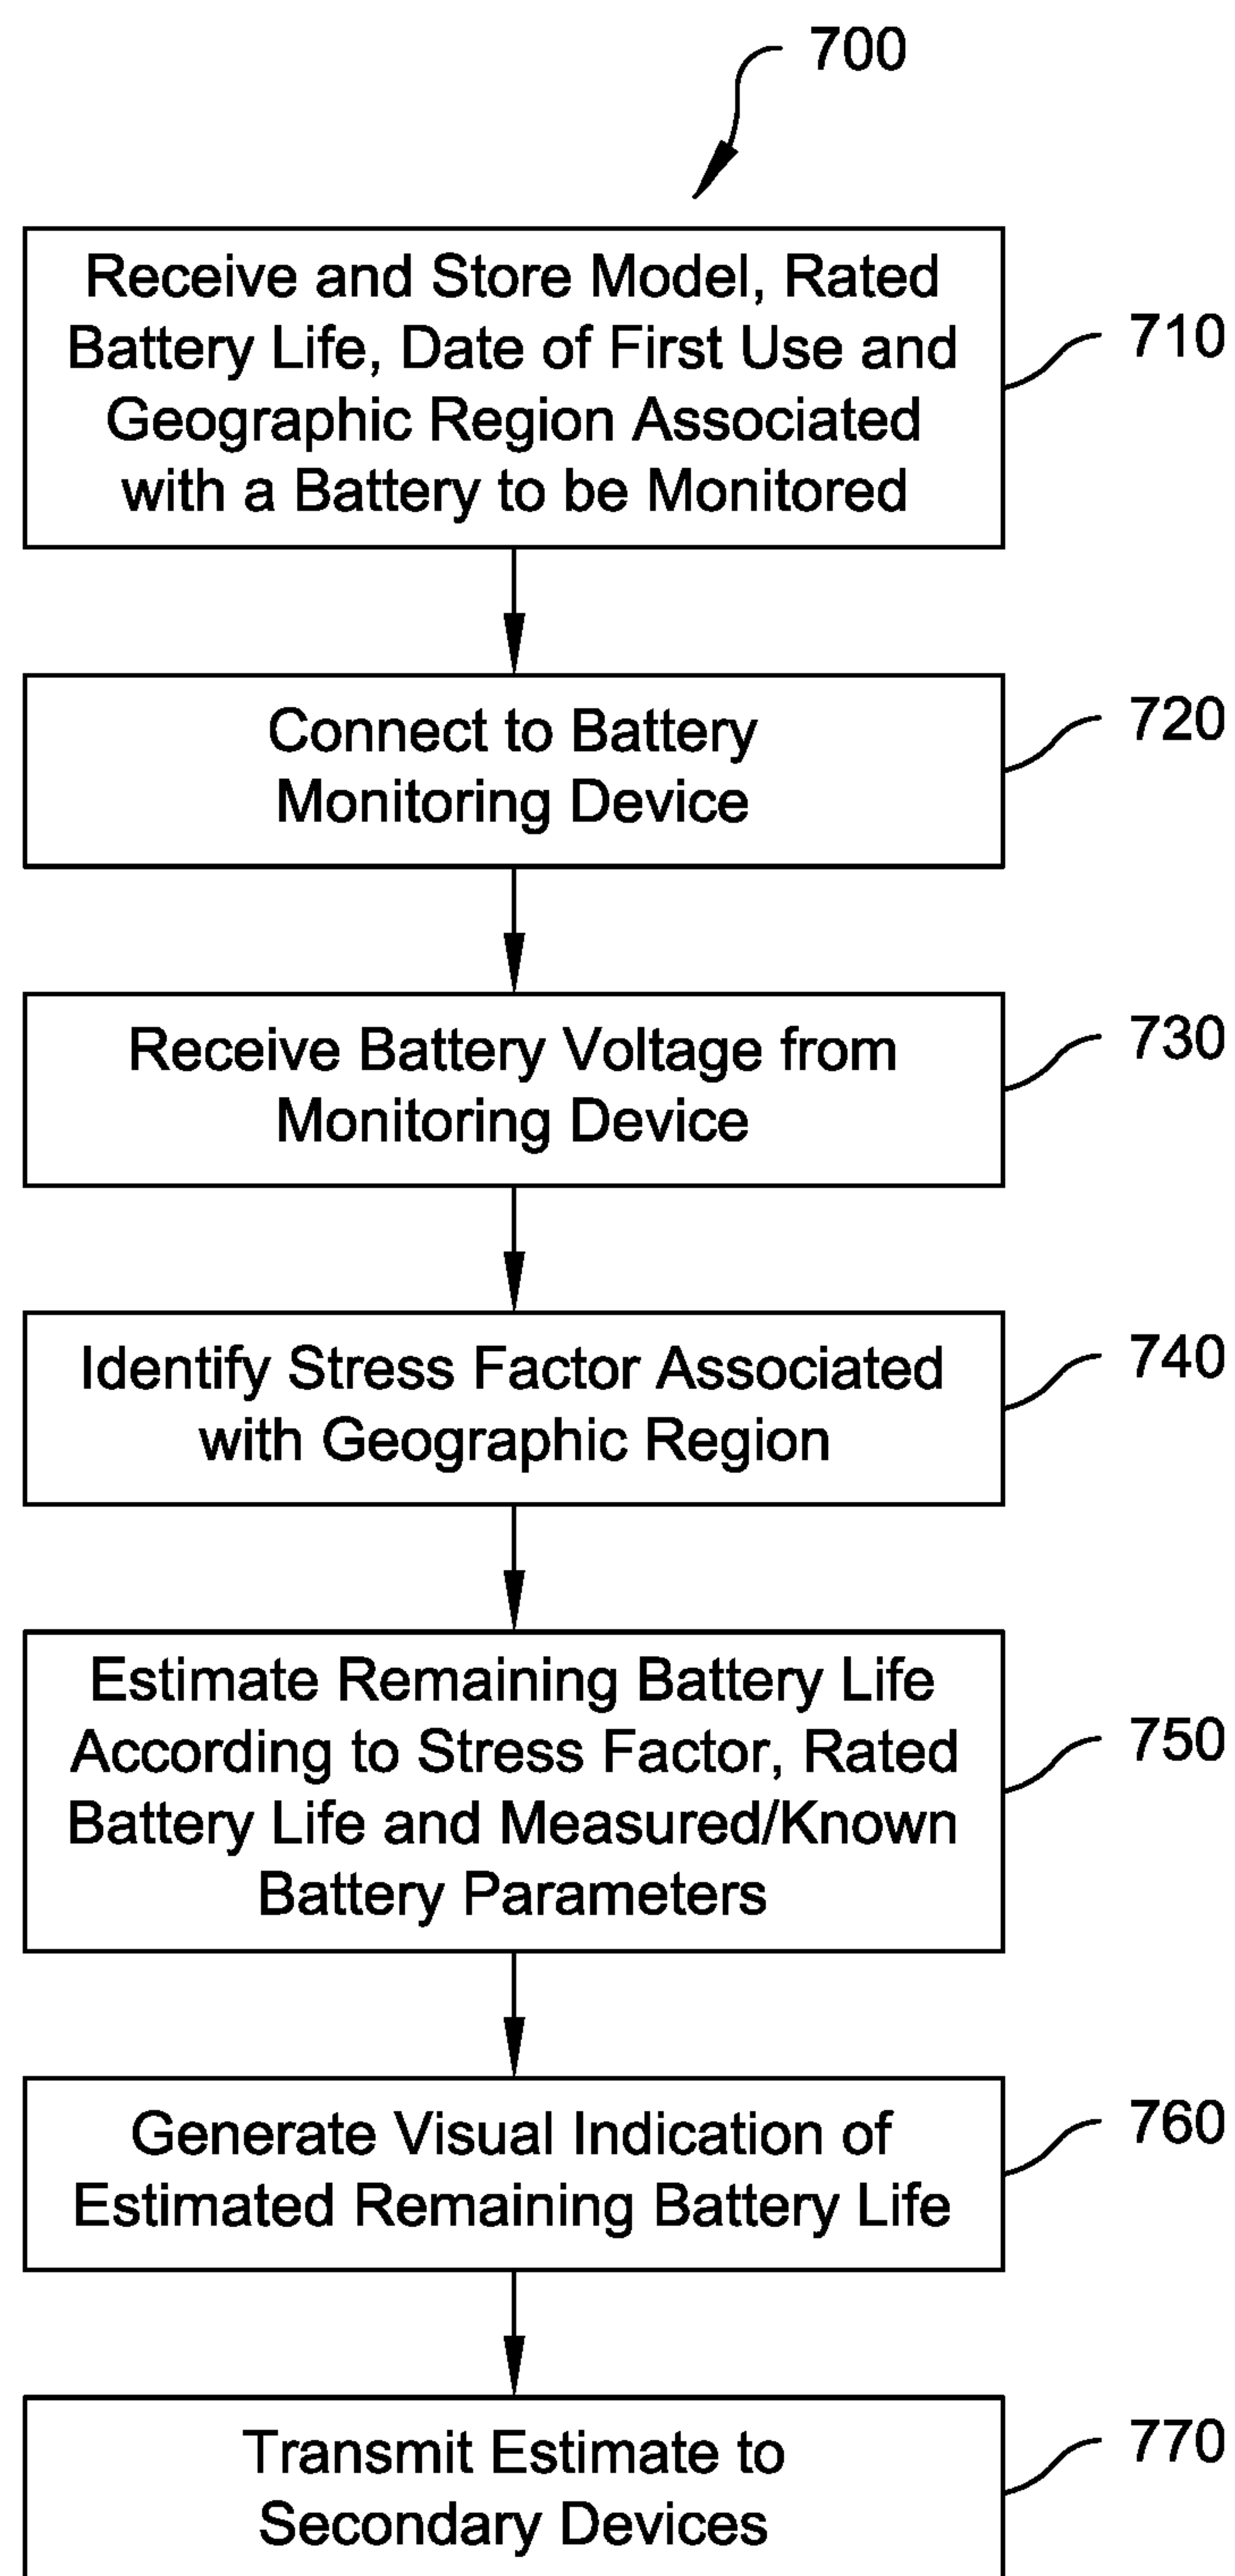 700
Receive and Store Model, Rated
Battery Life, Date of First Use and
Geographic Region Associated
with a Battery to be Monitored
710
Connect to Battery
Monitoring Device
720
Receive Battery Voltage from
Monitoring Device
730
Identify Stress Factor Associated
with Geographic Region
740
Estimate Remaining Battery Life
According to Stress Factor, Rated
Battery Life and Measured/Known
Battery Parameters
750
Generate Visual Indication of
Estimated Remaining Battery Life
760
Transmit Estimate to
Secondary Devices
770